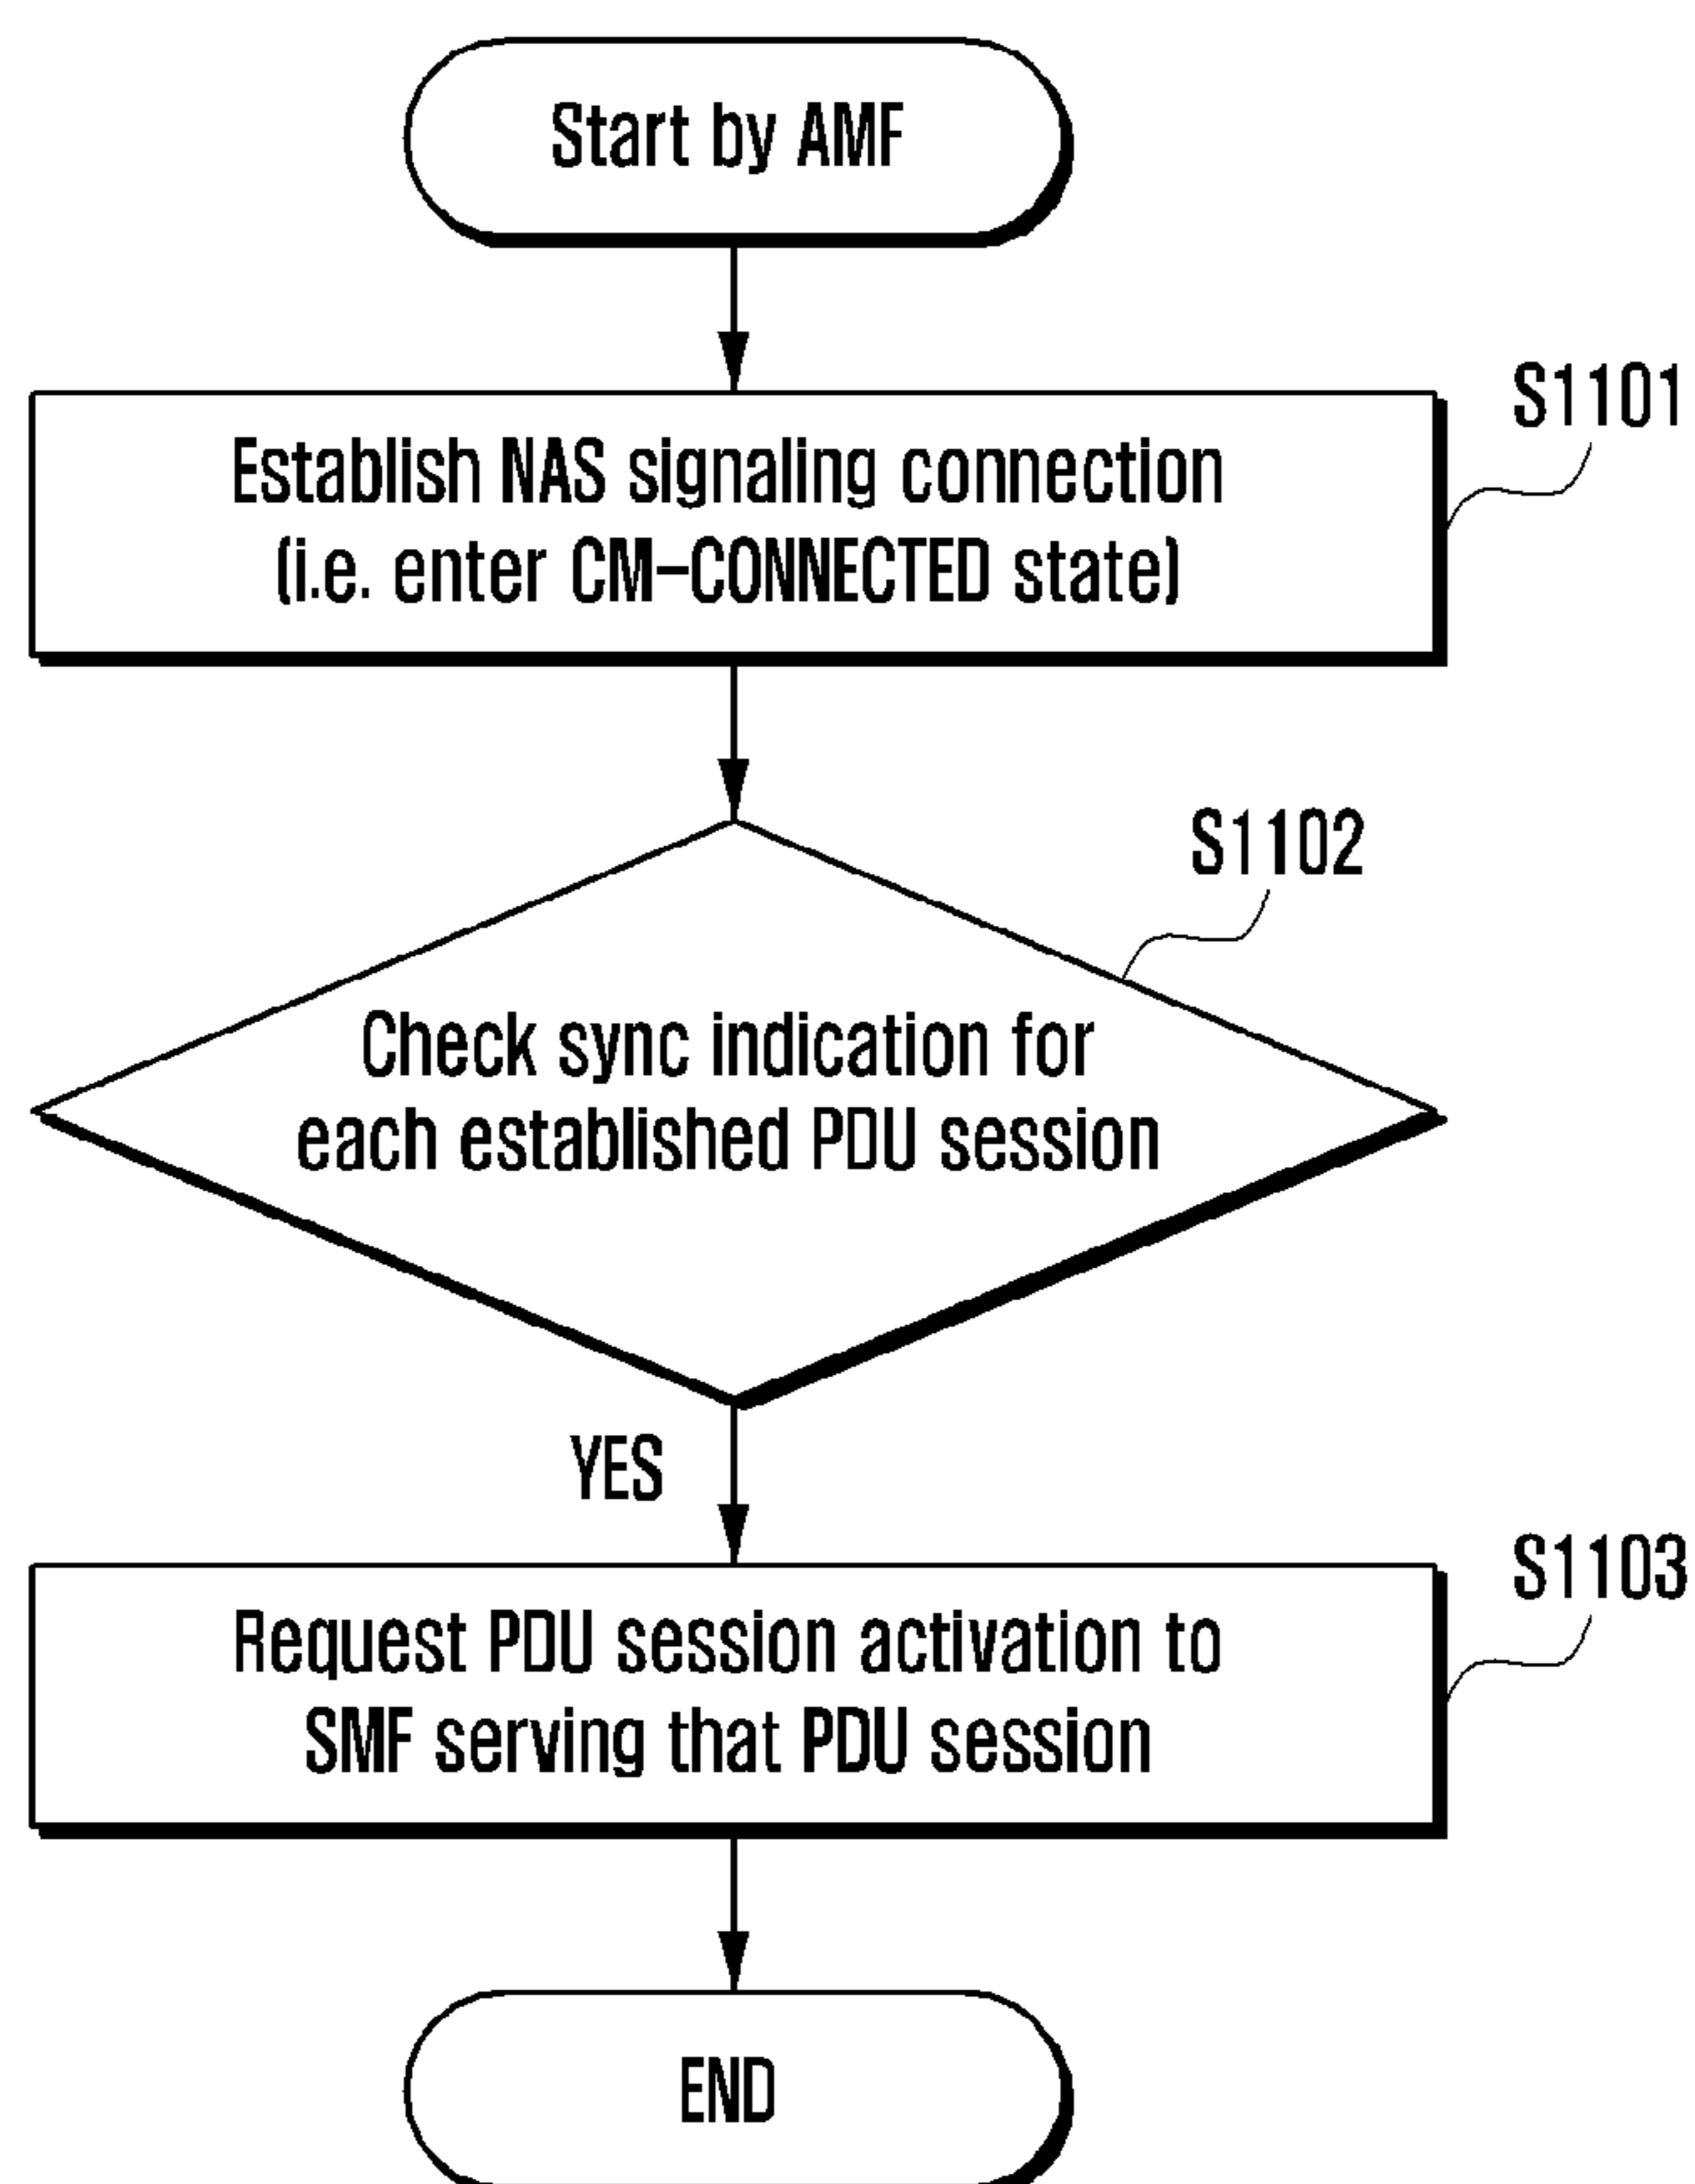 Start by AMF
S1101
Establish NAS signaling connection
(i.e. enter CM-CONNECTED state)
S1102
Check sync indication for
each established PDU session
YES
S1103
Request PDU session activation to
SMF serving that PDU session
END